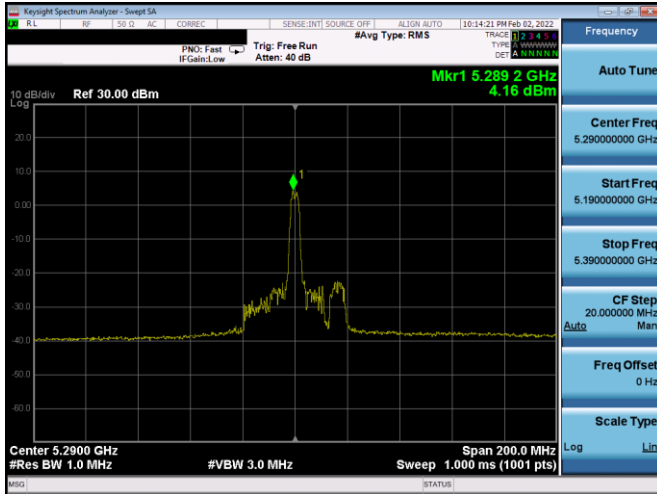 Keysight Spectrum Analyzer - Swept SA
RL RF 50 Ω AC CORREC SENSE:INT SOURCE OFF ALIGN AUTO 10:14:21 PM Feb 02, 2022
#Avg Type: RMS
TRACE 1 2 3 4 5 6
PNO: Fast Trig: Free Run
TYPE A WWWWW
IFGain:Low Atten: 40 dB
DET A N N N N N
Mkr1 5.289 2 GHz
4.16 dBm
10 dB/div Ref 30.00 dBm
Log
20.0
10.0
0.00
-10.0
-20.0
-30.0
-40.0
-50.0
-60.0
1
Center 5.2900 GHz Span 200.0 MHz
#Res BW 1.0 MHz #VBW 3.0 MHz Sweep 1.000 ms (1001 pts)
MSG STATUS
Frequency
Auto Tune
Center Freq
5.290000000 GHz
Start Freq
5.190000000 GHz
Stop Freq
5.390000000 GHz
CF Step
20.000000 MHz
Auto Man
Freq Offset
0 Hz
Scale Type
Log Lin